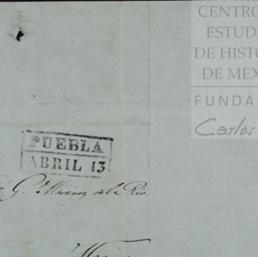 CENTRO
ESTUD
DE HISTO
DE MEX
FUNDA
Carlos
PUEBLA
ABRIL 13
G. Martinez del Rio